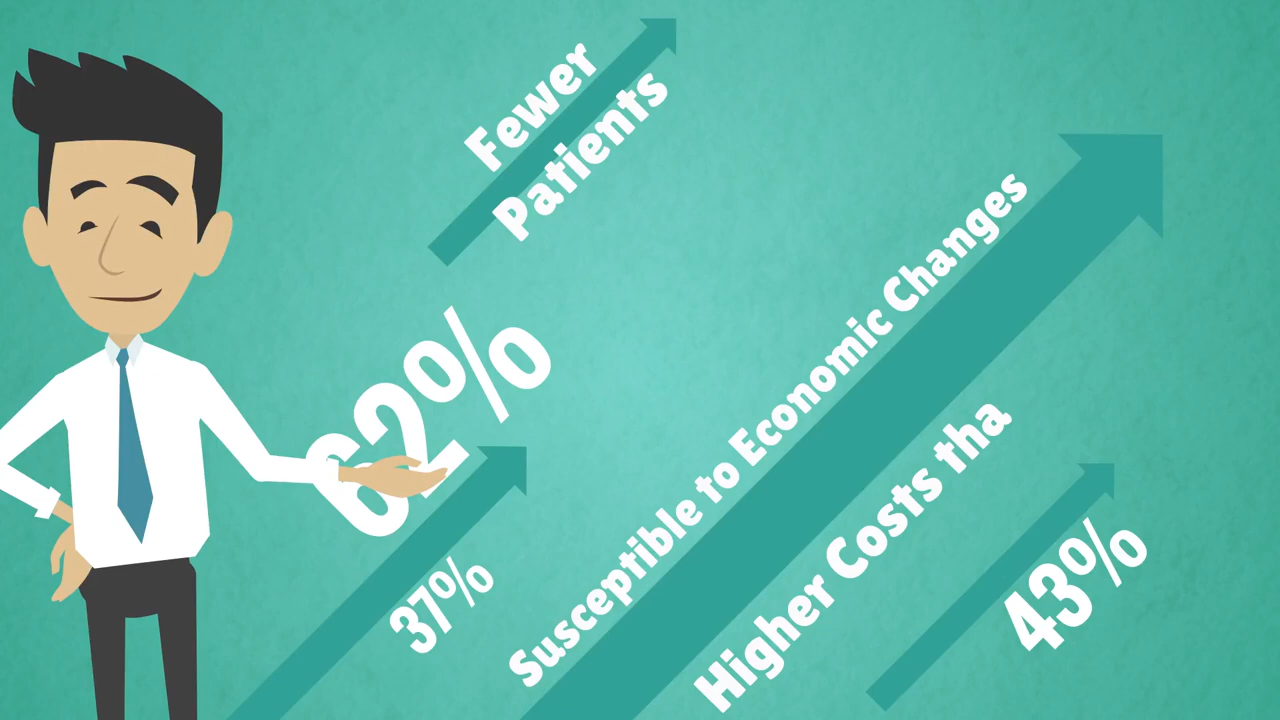 Fewer
Patients
62%
37%
Susceptible to Economic Changes
Higher Costs tha
43%